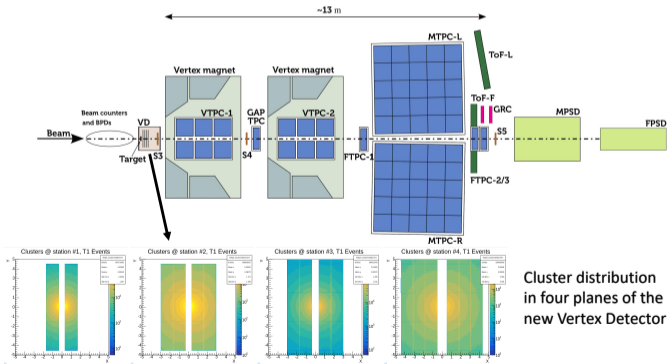 ~13 m
MTPC-L
ToF-L
Vertex magnet
Vertex magnet
ToF-F
GRC
MPSD
FPSD
Beam counters
and BPDs
VD
VTPC-1
GAP
TPC
VTPC-2
Beam
Target
S3
S4
FTPC-1
S5
FTPC-2/3
MTPC-R
Clusters @ station #1, T1 Events
Clusters @ station #2, T1 Events
Clusters @ station #3, T1 Events
Clusters @ station #4, T1 Events
Cluster distribution
in four planes of the
new Vertex Detector